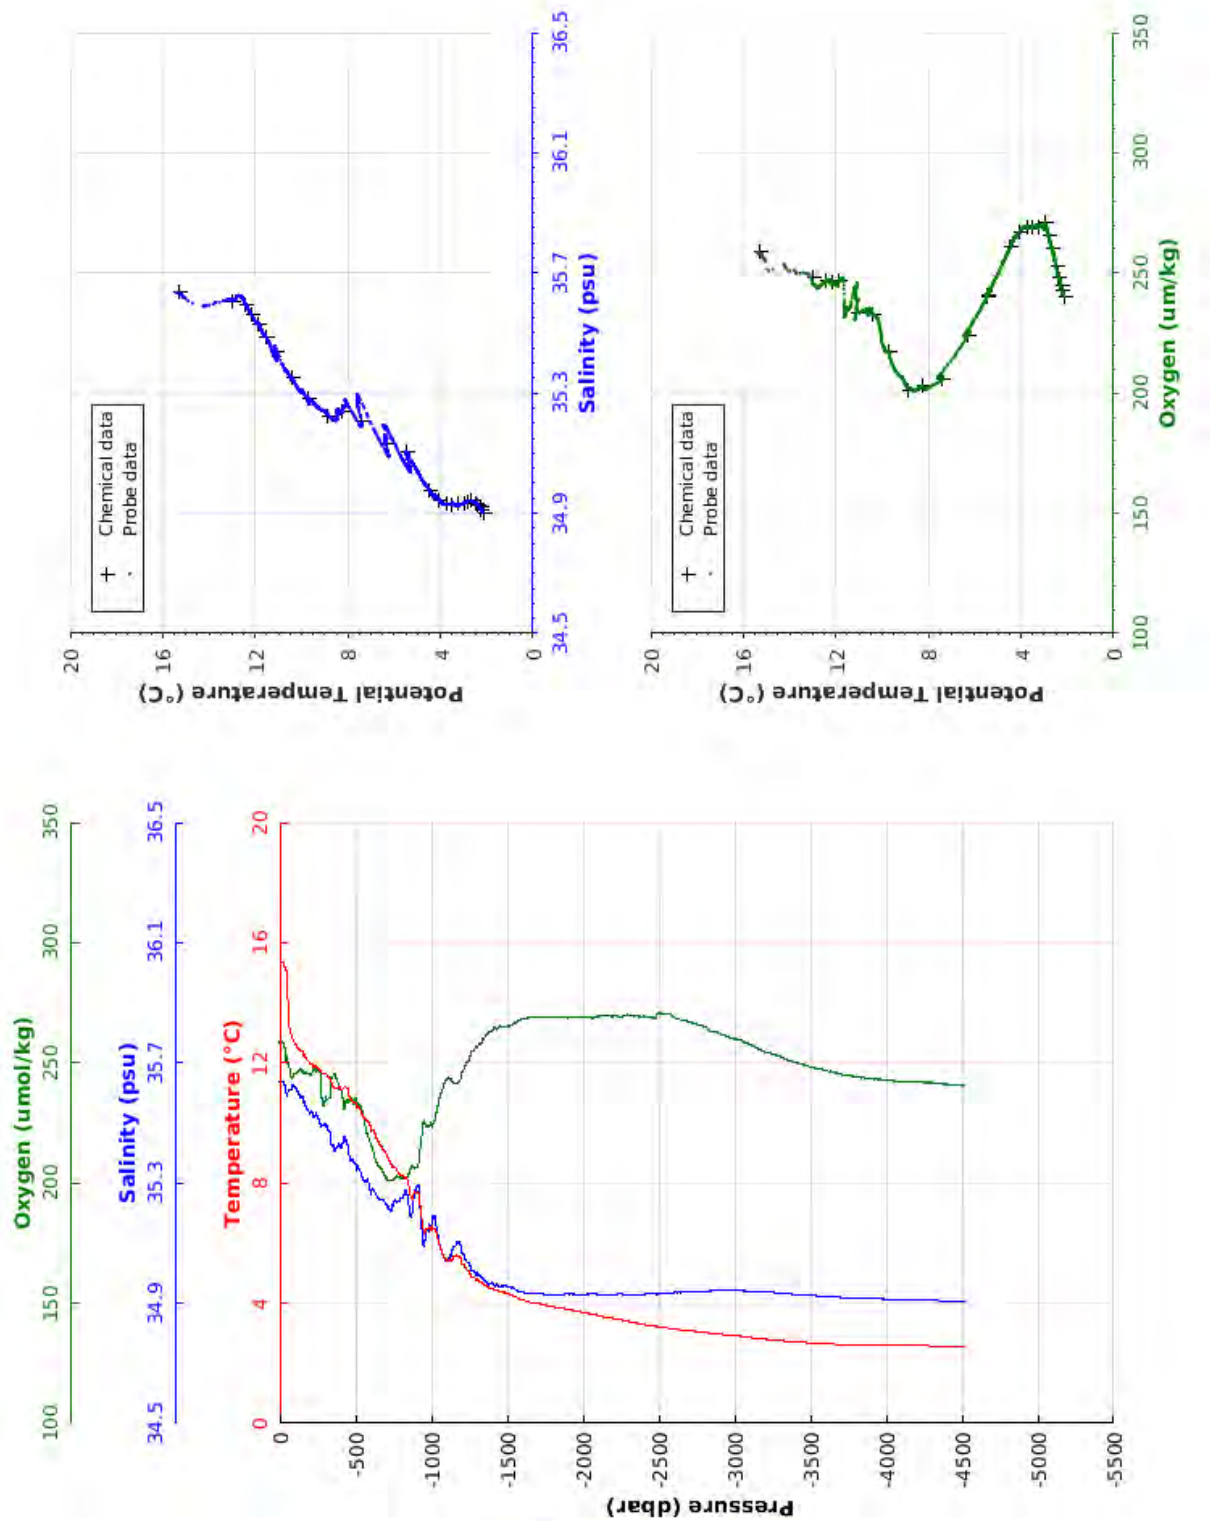 Oxygen (umol/kg)
100 150 200 250 300 350
Salinity (psu)
34.5 34.9 35.3 35.7 36.1 36.5
Temperature (°C)
0 4 8 12 16 20
0
-500
-1000
-1500
-2000
-2500
-3000
-3500
-4000
-4500
-5000
-5500
Pressure (dbar)
20
16
12
8
4
0
Potential Temperature (°C)
+ Chemical data
. Probe data
34.5 34.9 35.3 35.7 36.1 36.5
Salinity (psu)
20
16
12
8
4
0
Potential Temperature (°C)
+ Chemical data
. Probe data
100 150 200 250 300 350
Oxygen (um/kg)